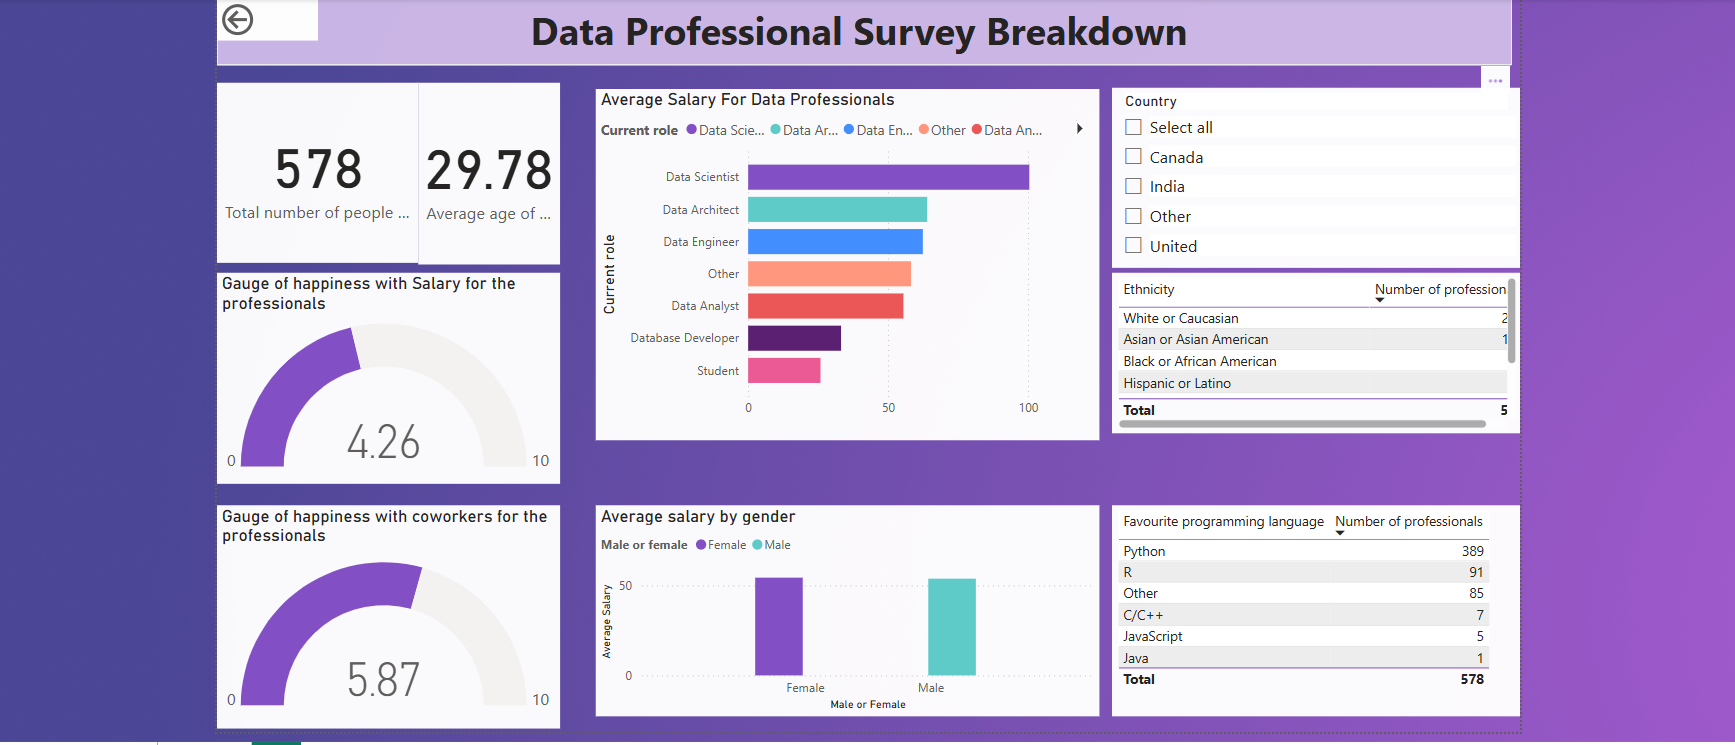 Data Professional Survey Breakdown
578
Total number of people ...
29.78
Average age of ...
Gauge of happiness with Salary for the
professionals
4.26
0
10
Gauge of happiness with coworkers for the
professionals
5.87
0
10
Average Salary For Data Professionals
Current role Data Scie... Data Ar... Data En... Other Data An...
Current role
Data Scientist
Data Architect
Data Engineer
Other
Data Analyst
Database Developer
Student
0 50 100
Average salary by gender
Male or female Female Male
Average Salary
50
0
Female Male
Male or Female
Country
Select all
Canada
India
Other
United
Ethnicity Number of profession
White or Caucasian 2
Asian or Asian American 1
Black or African American
Hispanic or Latino
Total 5
Favourite programming language Number of professionals
Python 389
R 91
Other 85
C/C++ 7
JavaScript 5
Java 1
Total 578